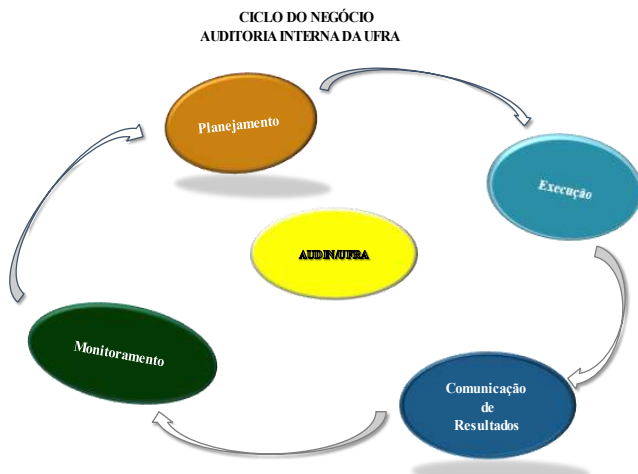 CICLO DO NEGÓCIO
AUDITORIA INTERNA DA UFRA
Planejamento
Execução
AUDIN/UFRA
Monitoramento
Comunicação
de
Resultados